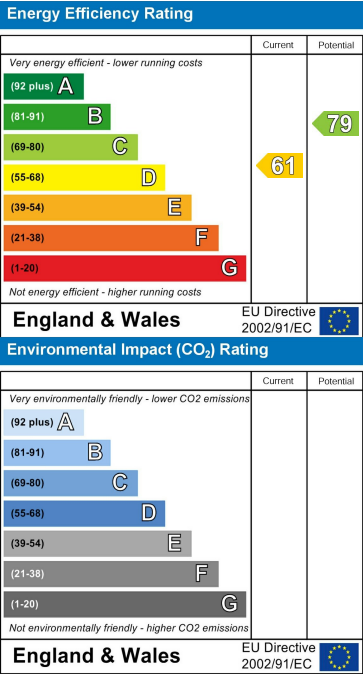 Energy Efficiency Rating
Current Potential
Very energy efficient - lower running costs
(92 plus) A
(81-91) B
(69-80) C
(55-68) D
(39-54) E
(21-38) F
(1-20) G
61
79
Not energy efficient - higher running costs
England & Wales
EU Directive
2002/91/EC
Environmental Impact (CO₂) Rating
Current Potential
Very environmentally friendly - lower CO2 emissions
(92 plus) A
(81-91) B
(69-80) C
(55-68) D
(39-54) E
(21-38) F
(1-20) G
Not environmentally friendly - higher CO2 emissions
England & Wales
EU Directive
2002/91/EC